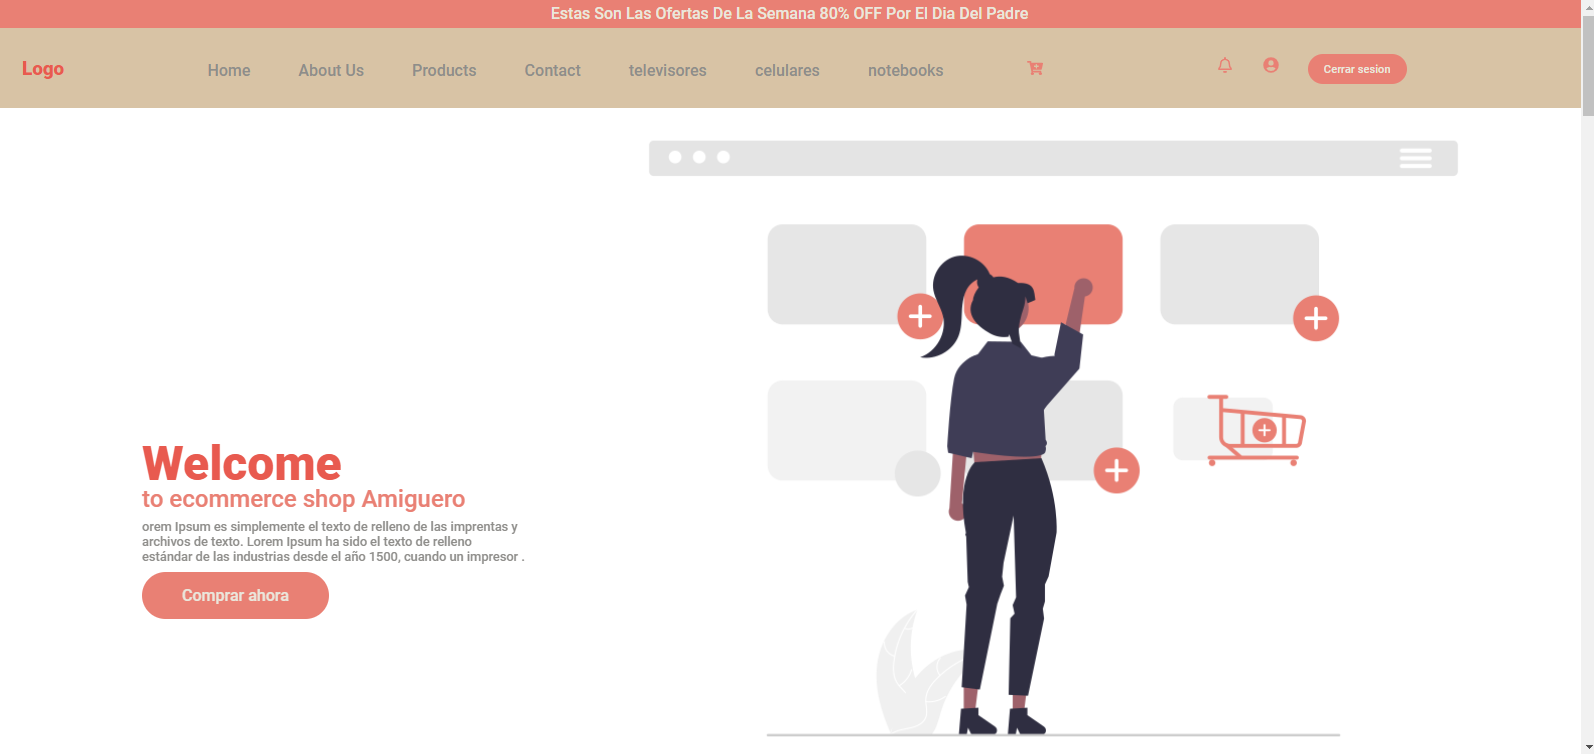 Estas Son Las Ofertas De La Semana 80% OFF Por El Dia Del Padre
Logo
Home
About Us
Products
Contact
televisores
celulares
notebooks
Cerrar sesion
Welcome
to ecommerce shop Amiguero
orem Ipsum es simplemente el texto de relleno de las imprentas y
archivos de texto. Lorem Ipsum ha sido el texto de relleno
estándar de las industrias desde el año 1500, cuando un impresor .
Comprar ahora